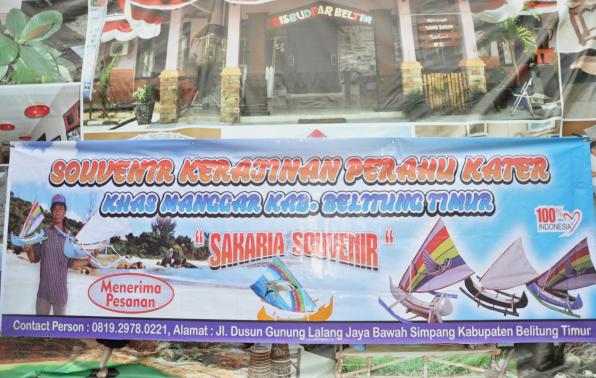 DISBUDPAR BELTIM
SOUVENIR KERAJINAN PERAHU KATER
KHAS MANGGAR KAB. BELITUNG TIMUR
"SAKARIA SOUVENIR"
100%
INDONESIA
Menerima
Pesanan
Contact Person : 0819.2978.0221, Alamat : Jl. Dusun Gunung Lalang Jaya Bawah Simpang Kabupaten Belitung Timur